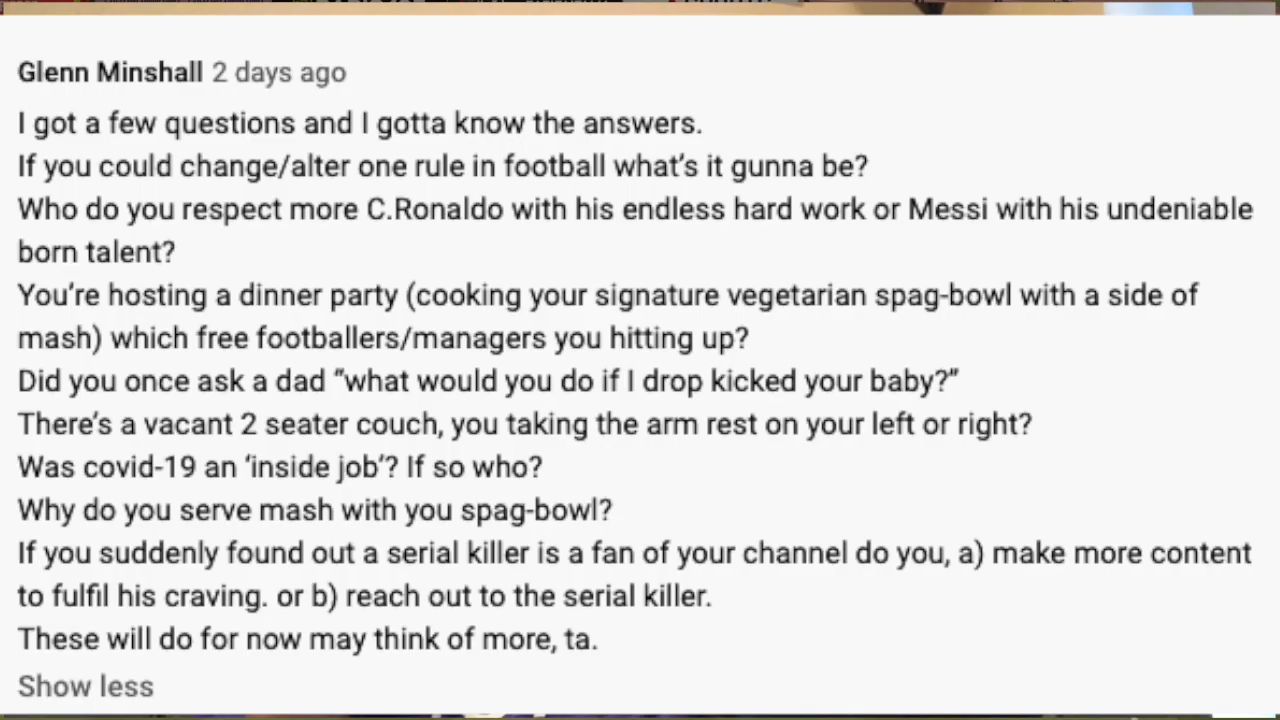 Glenn Minshall 2 days ago
I got a few questions and I gotta know the answers.
If you could change/alter one rule in football what's it gunna be?
Who do you respect more C.Ronaldo with his endless hard work or Messi with his undeniable
born talent?
You're hosting a dinner party (cooking your signature vegetarian spag-bowl with a side of
mash) which free footballers/managers you hitting up?
Did you once ask a dad “what would you do if I drop kicked your baby?”
There's a vacant 2 seater couch, you taking the arm rest on your left or right?
Was covid-19 an ‘inside job’? If so who?
Why do you serve mash with you spag-bowl?
If you suddenly found out a serial killer is a fan of your channel do you, a) make more content
to fulfil his craving. or b) reach out to the serial killer.
These will do for now may think of more, ta.
Show less